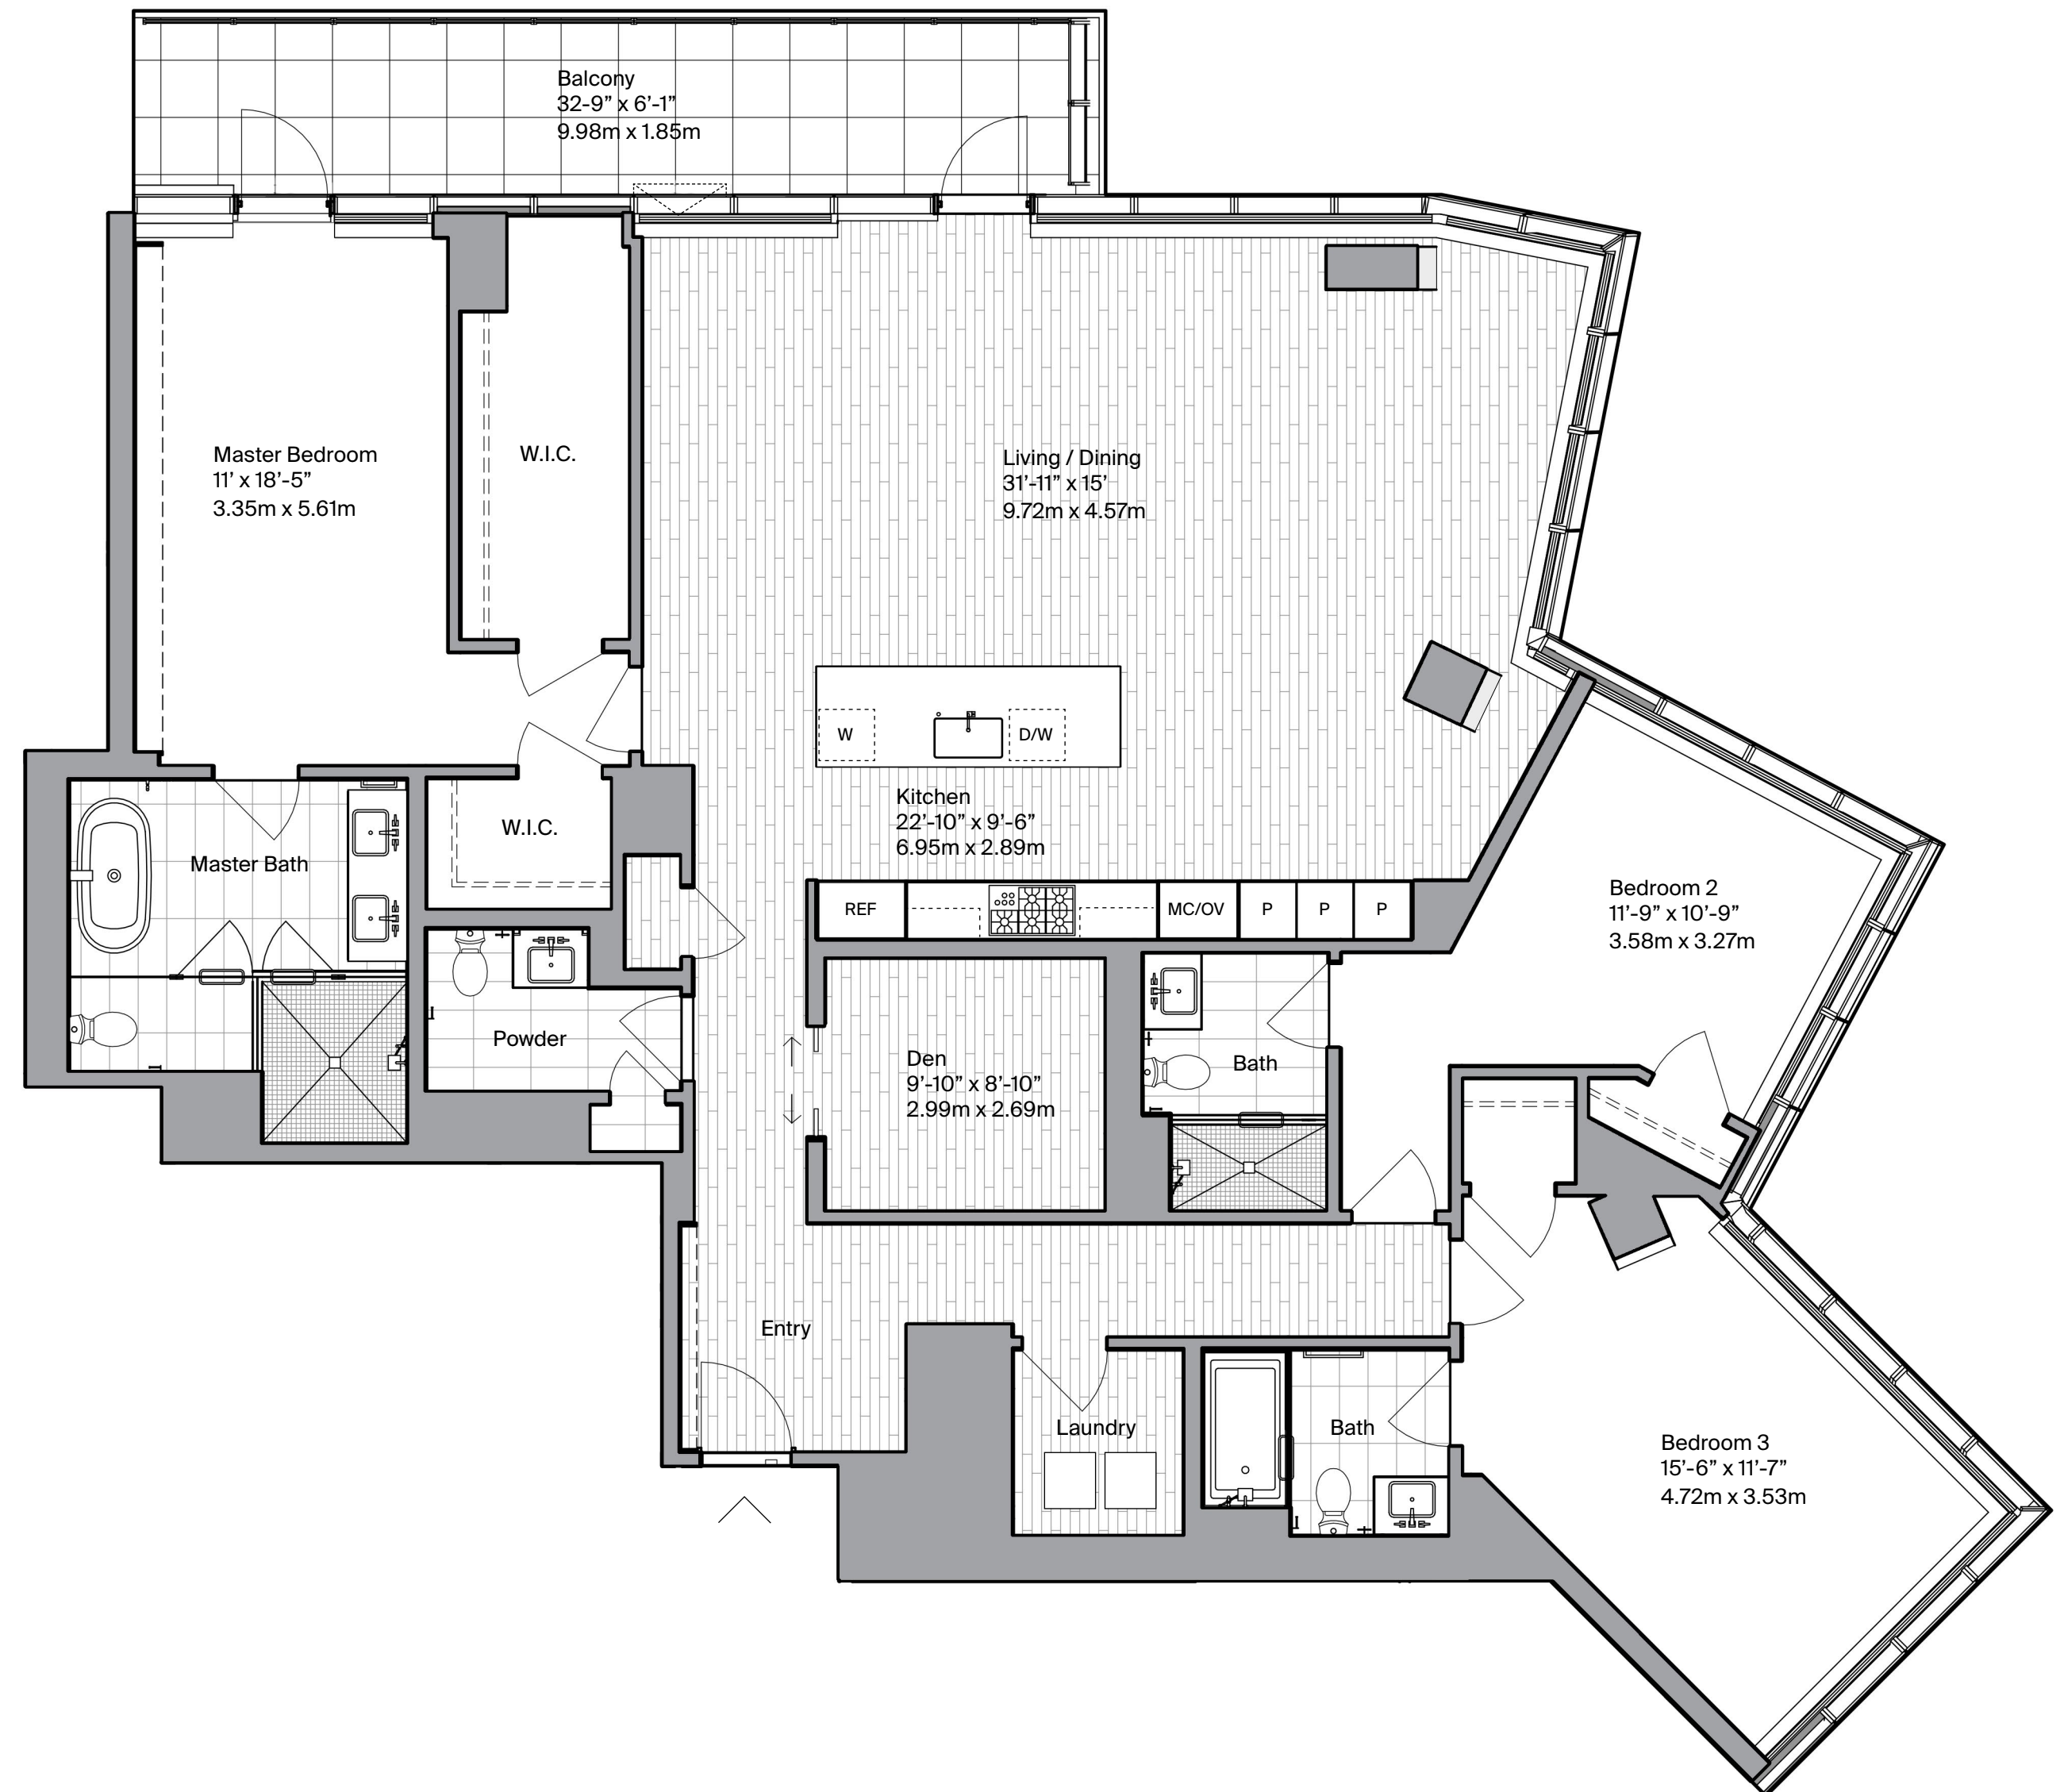 Balcony
32-9” x 6’-1”
9.98m x 1.85m
Master Bedroom
11’ x 18’-5”
3.35m x 5.61m
W.I.C.
Living / Dining
31’-11” x 15’
9.72m x 4.57m
W
D/W
Kitchen
22’-10” x 9’-6”
6.95m x 2.89m
W.I.C.
Master Bath
REF
MC/OV
P
P
P
Bedroom 2
11’-9” x 10’-9”
3.58m x 3.27m
Powder
Den
9’-10” x 8’-10”
2.99m x 2.69m
Bath
Entry
Laundry
Bath
Bedroom 3
15’-6” x 11’-7”
4.72m x 3.53m